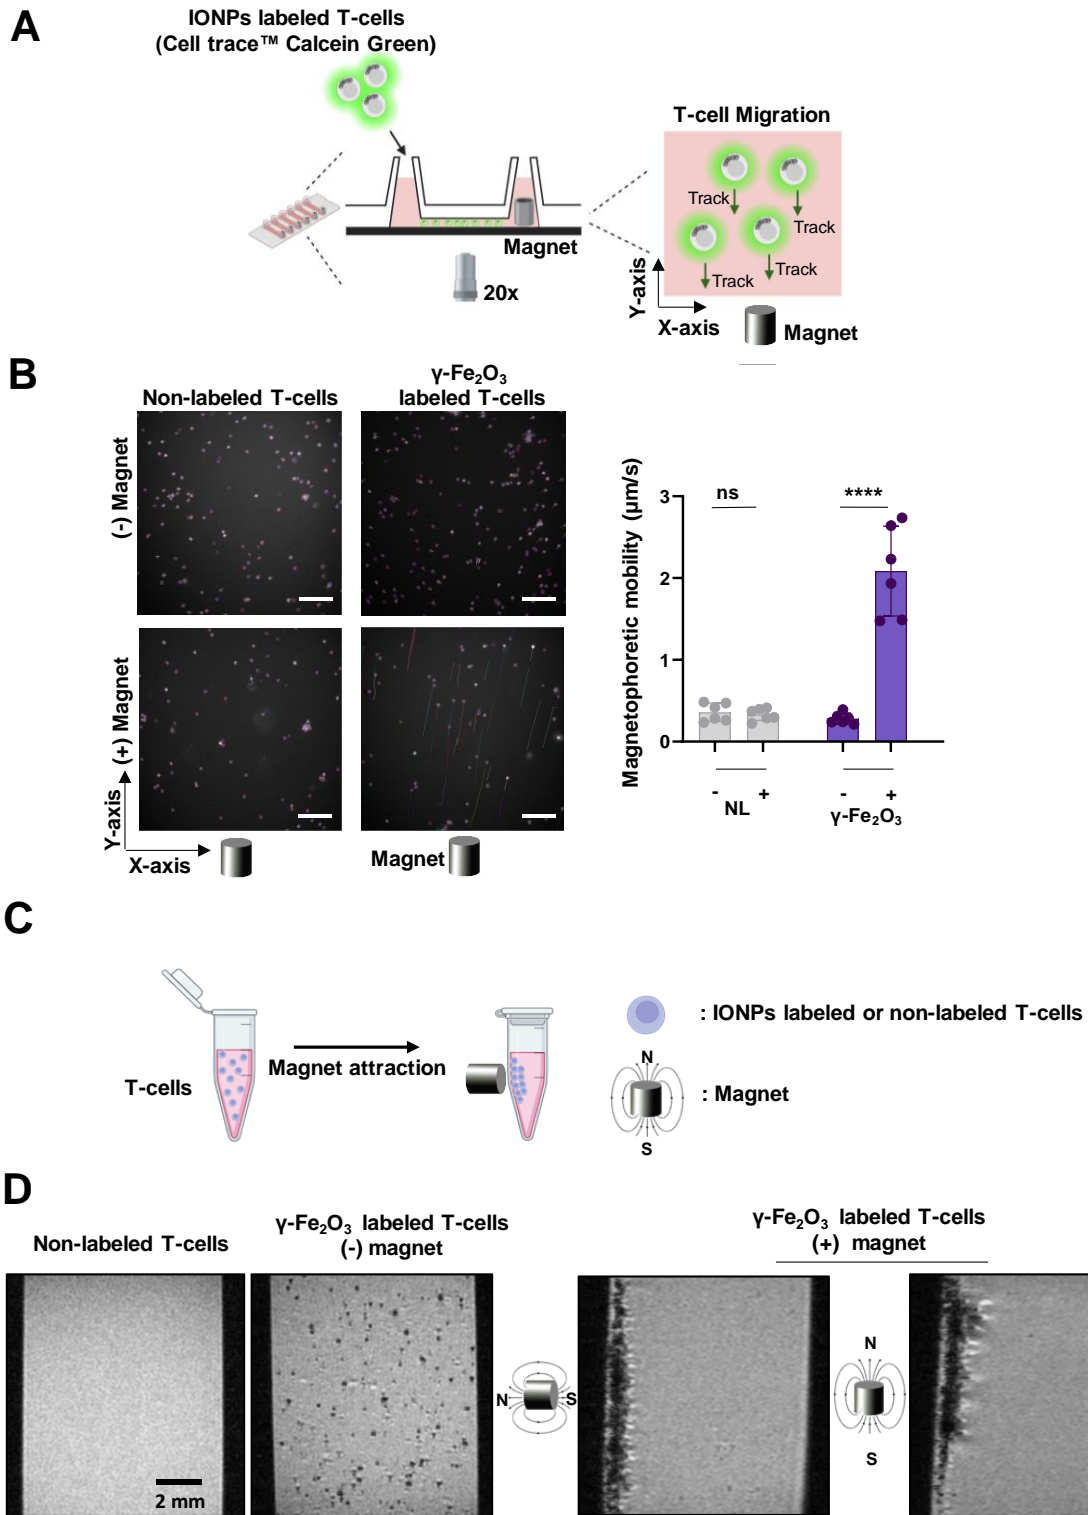 A
IONPs labeled T-cells
(Cell trace™ Calcein Green)
T-cell Migration
Track
Track
Track
Track
Magnet
20x
Y-axis
X-axis
Magnet
B
Non-labeled T-cells
γ-Fe₂O₃
labeled T-cells
(-) Magnet
(+) Magnet
Y-axis
X-axis
Magnet
Magnetophoretic mobility (μm/s)
3
2
1
0
ns
****
-
+
-
+
NL
γ-Fe₂O₃
C
T-cells
Magnet attraction
: IONPs labeled or non-labeled T-cells
N
: Magnet
S
D
Non-labeled T-cells
γ-Fe₂O₃ labeled T-cells
(-) magnet
γ-Fe₂O₃ labeled T-cells
(+) magnet
2 mm
N
S
N
S